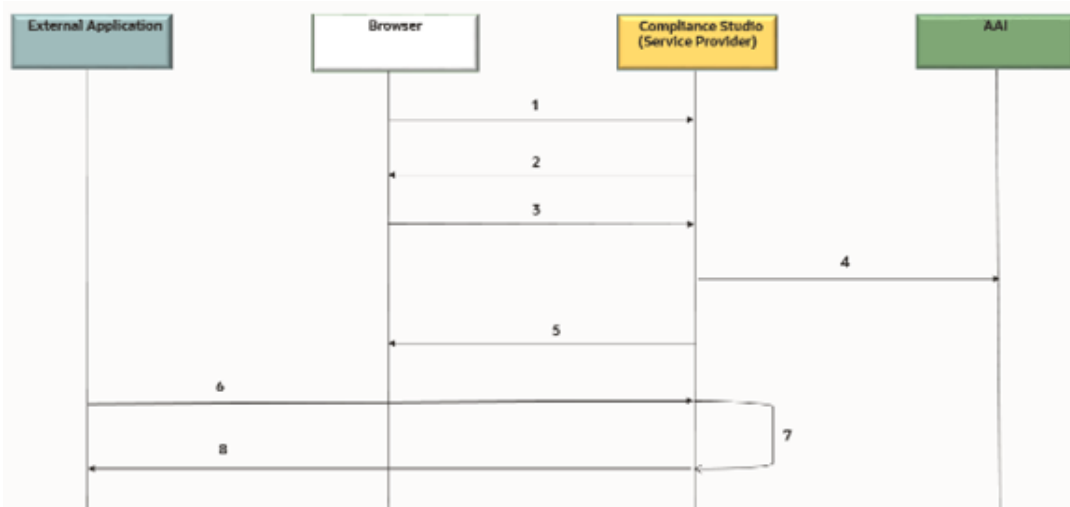 External Application
Browser
Compliance Studio
(Service Provider)
AAI
1
2
3
4
5
6
7
8